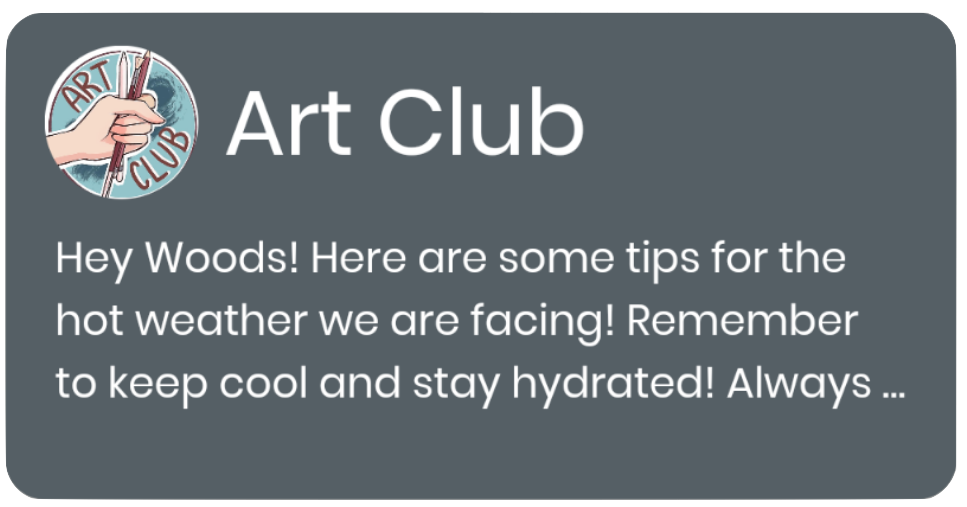 ART
CLUB
Art Club
Hey Woods! Here are some tips for the
hot weather we are facing! Remember
to keep cool and stay hydrated! Always ...